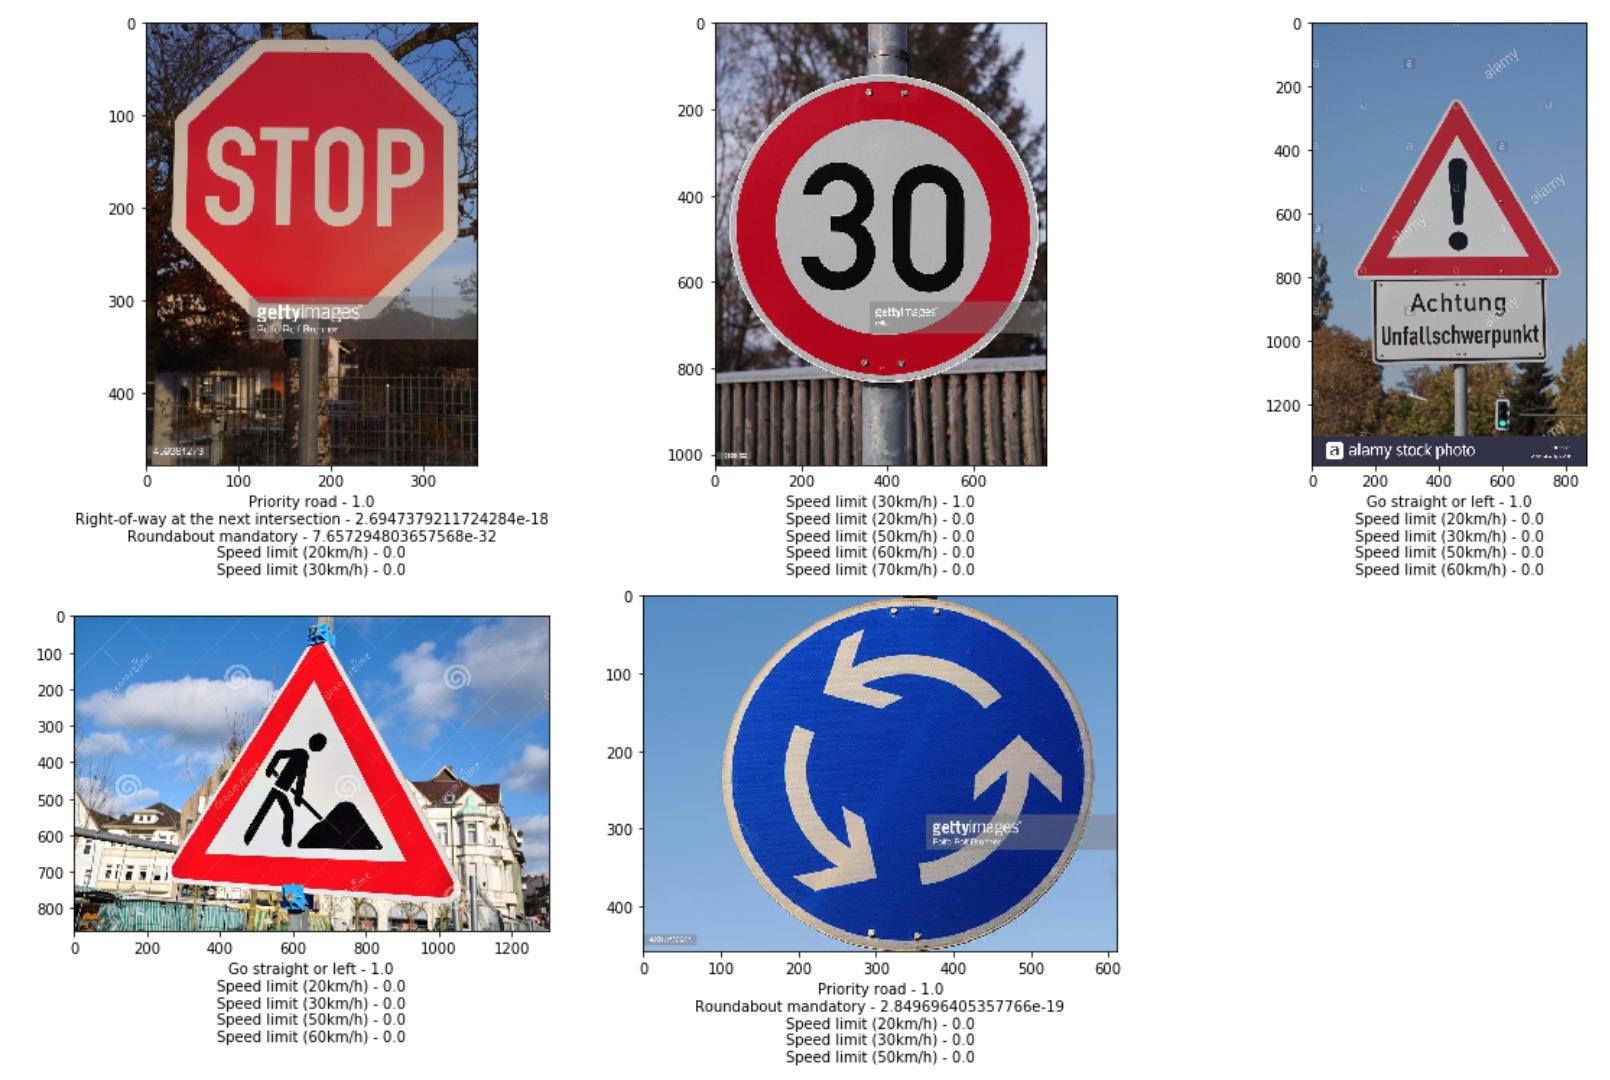 0
100
200
300
400
STOP
gettyimages
0
100
200
300
Priority road - 1.0
Right-of-way at the next intersection - 2.6947379211724284e-18
Roundabout mandatory - 7.657294803657568e-32
Speed limit (20km/h) - 0.0
Speed limit (30km/h) - 0.0
0
200
400
600
800
1000
30
gettyimages
0
200
400
600
Speed limit (30km/h) - 1.0
Speed limit (20km/h) - 0.0
Speed limit (50km/h) - 0.0
Speed limit (60km/h) - 0.0
Speed limit (70km/h) - 0.0
0
200
400
600
800
1000
1200
alamy
alamy
alamy
Achtung
Unfallschwerpunkt
a alamy stock photo
0
200
400
600
800
Go straight or left - 1.0
Speed limit (20km/h) - 0.0
Speed limit (30km/h) - 0.0
Speed limit (50km/h) - 0.0
Speed limit (60km/h) - 0.0
0
100
200
300
400
500
600
700
800
dreamstime
0
200
400
600
800
1000
1200
Go straight or left - 1.0
Speed limit (20km/h) - 0.0
Speed limit (30km/h) - 0.0
Speed limit (50km/h) - 0.0
Speed limit (60km/h) - 0.0
0
100
200
300
400
gettyimages
0
100
200
300
400
500
600
Priority road - 1.0
Roundabout mandatory - 2.849696405357766e-19
Speed limit (20km/h) - 0.0
Speed limit (30km/h) - 0.0
Speed limit (50km/h) - 0.0